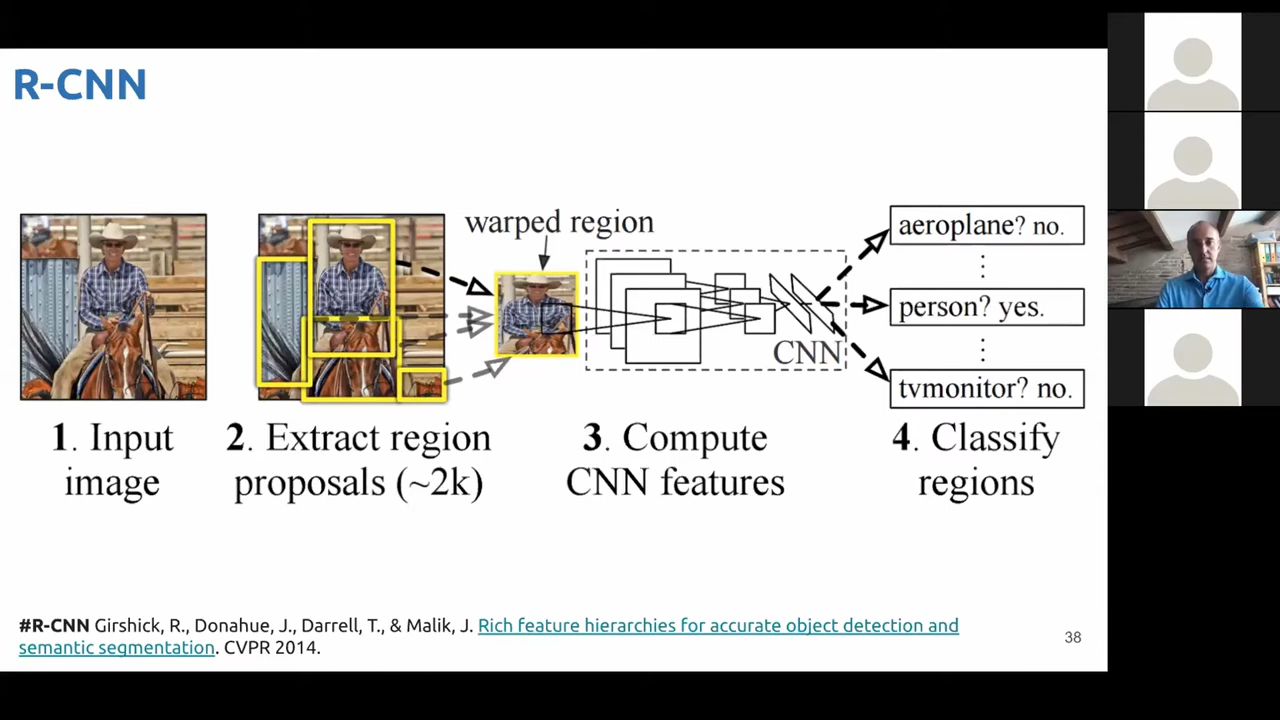 R-CNN
warped region
aeroplane? no.
⋮
person? yes.
⋮
tvmonitor? no.
CNN
1. Input
image
2. Extract region
proposals (~2k)
3. Compute
CNN features
4. Classify
regions
#R-CNN Girshick, R., Donahue, J., Darrell, T., & Malik, J. Rich feature hierarchies for accurate object detection and
semantic segmentation. CVPR 2014.
38